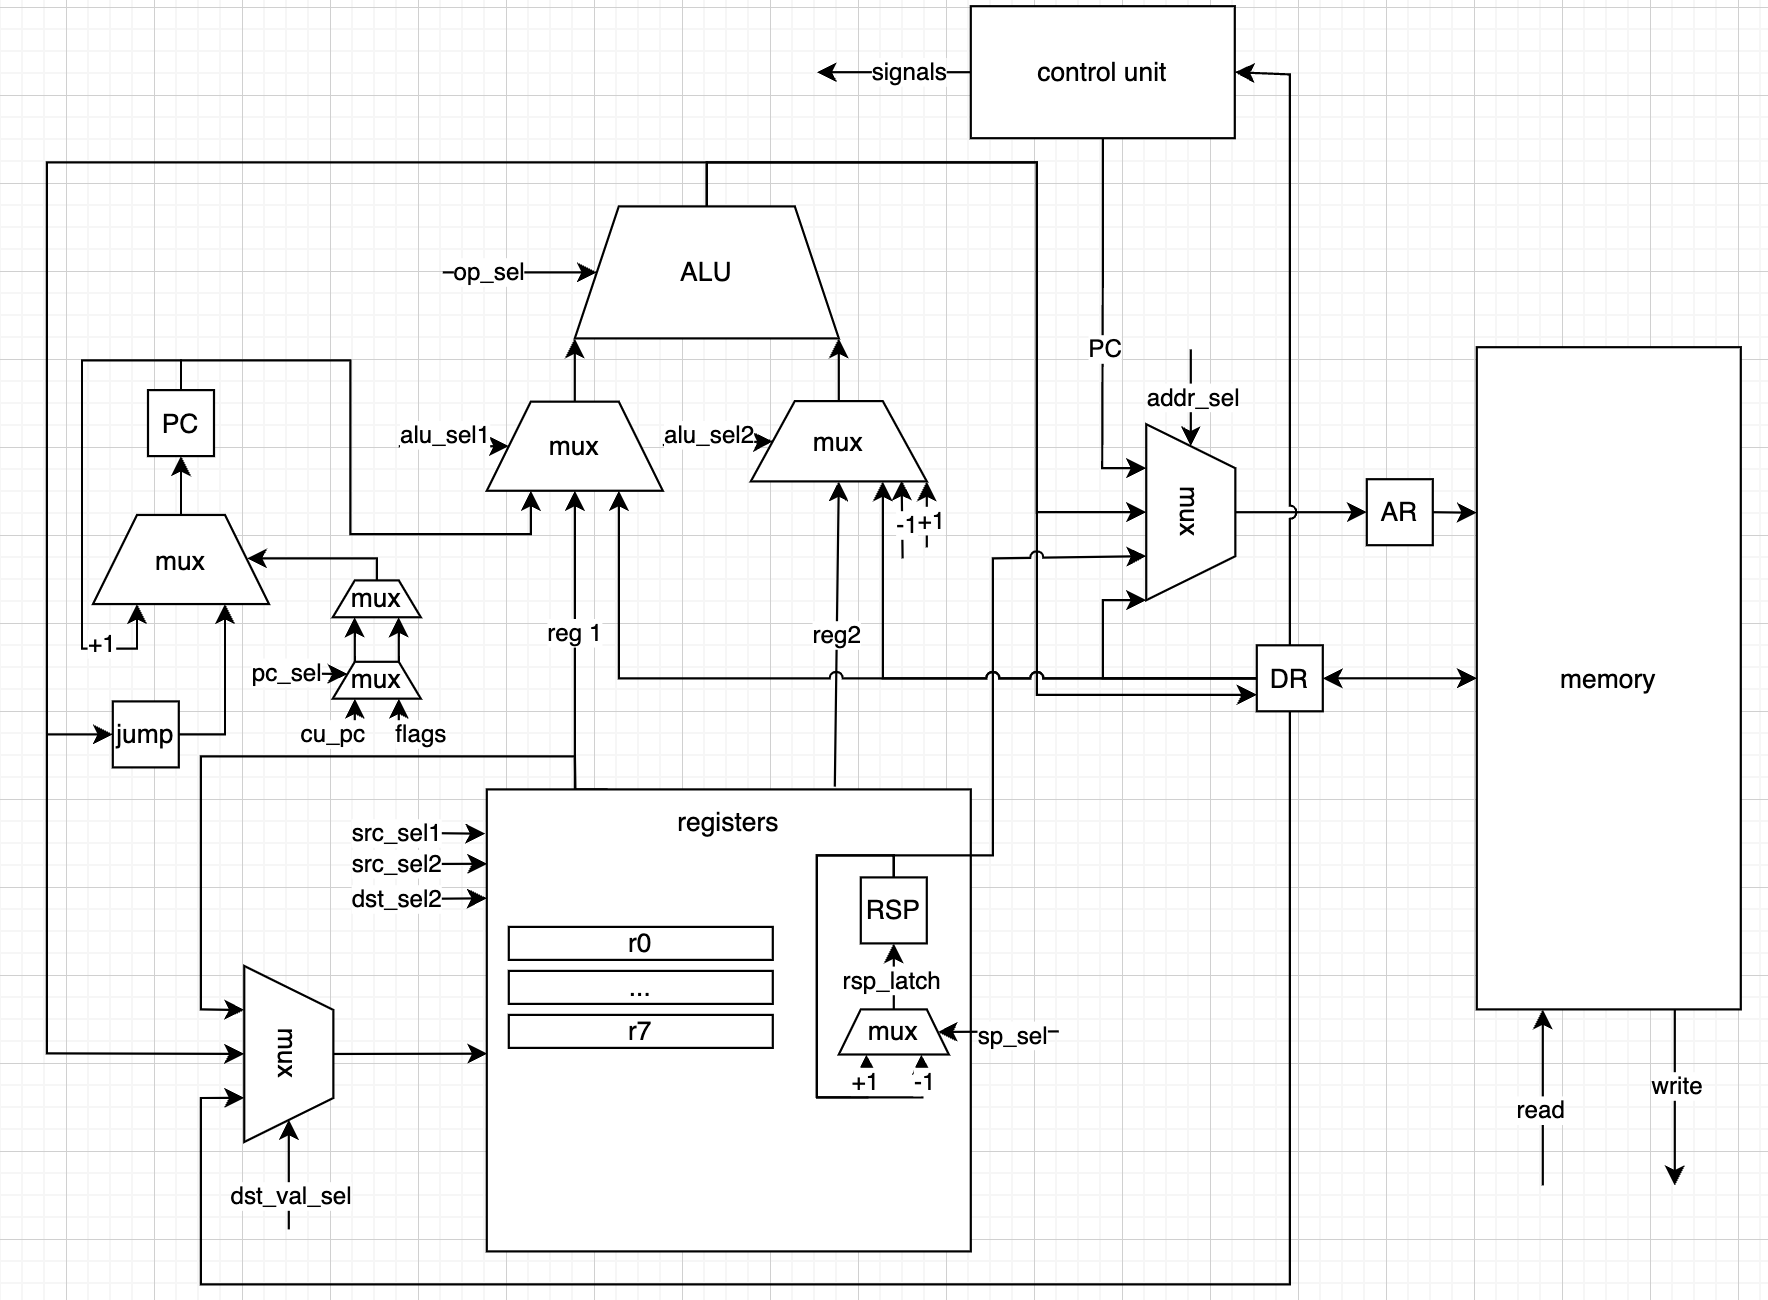 control unit
signals
ALU
op_sel
PC
addr_sel
PC
alu_sel1
mux
alu_sel2
mux
mux
AR
-1
+1
mux
mux
reg 1
reg2
+1
pc_sel
mux
DR
memory
jump
cu_pc
flags
registers
src_sel1
src_sel2
dst_sel2
RSP
r0
rsp_latch
...
r7
mux
sp_sel
mux
+1
-1
read
write
dst_val_sel